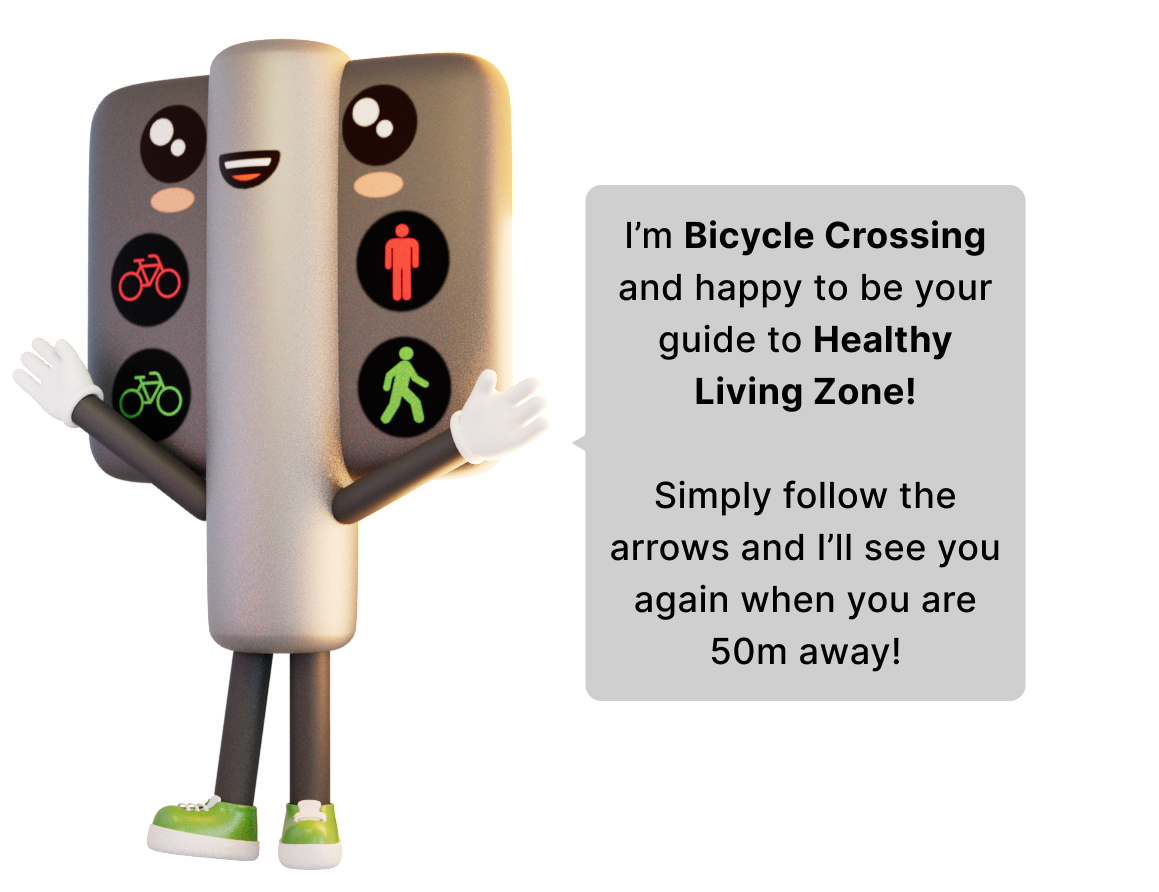 I’m Bicycle Crossing
and happy to be your
guide to Healthy
Living Zone!
Simply follow the
arrows and I’ll see you
again when you are
50m away!